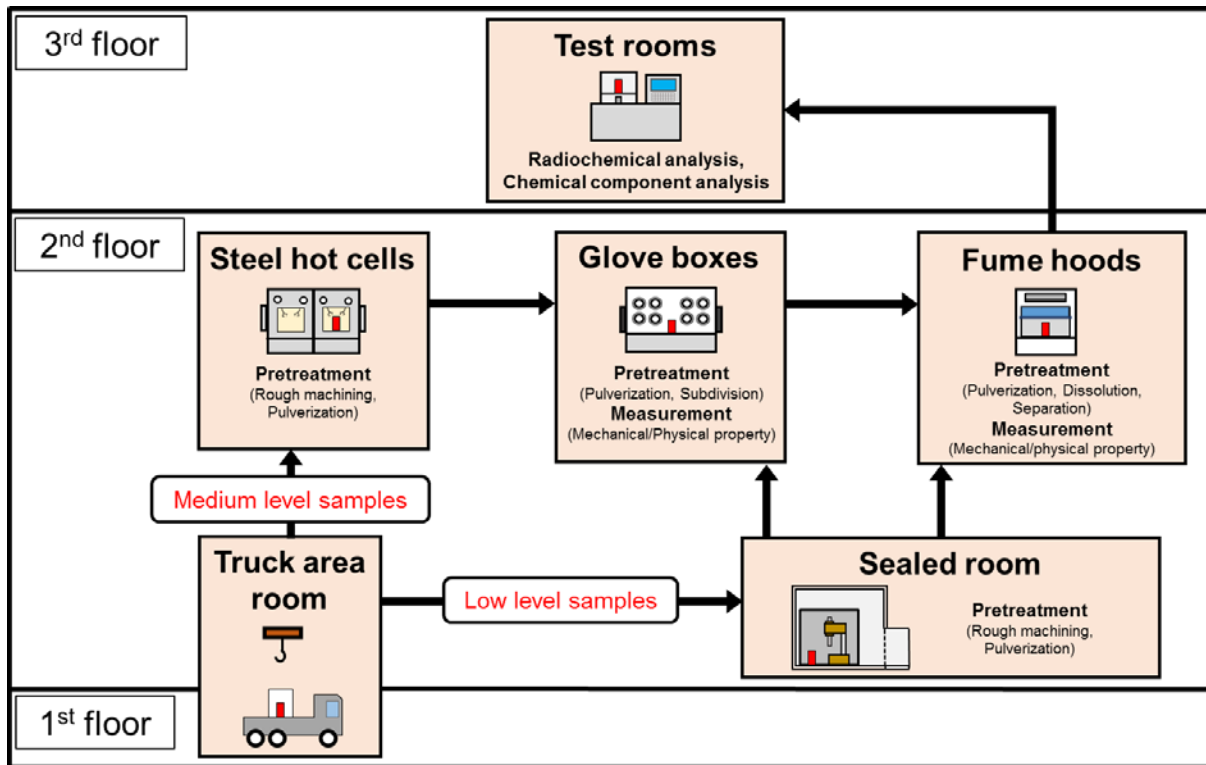 3rd floor
Test rooms
Radiochemical analysis,
Chemical component analysis
2nd floor
Steel hot cells
Pretreatment
(Rough machining,
Pulverization)
Glove boxes
Pretreatment
(Pulverization, Subdivision)
Measurement
(Mechanical/Physical property)
Fume hoods
Pretreatment
(Pulverization, Dissolution,
Separation)
Measurement
(Mechanical/physical property)
Medium level samples
Truck area
room
Low level samples
Sealed room
Pretreatment
(Rough machining,
Pulverization)
1st floor